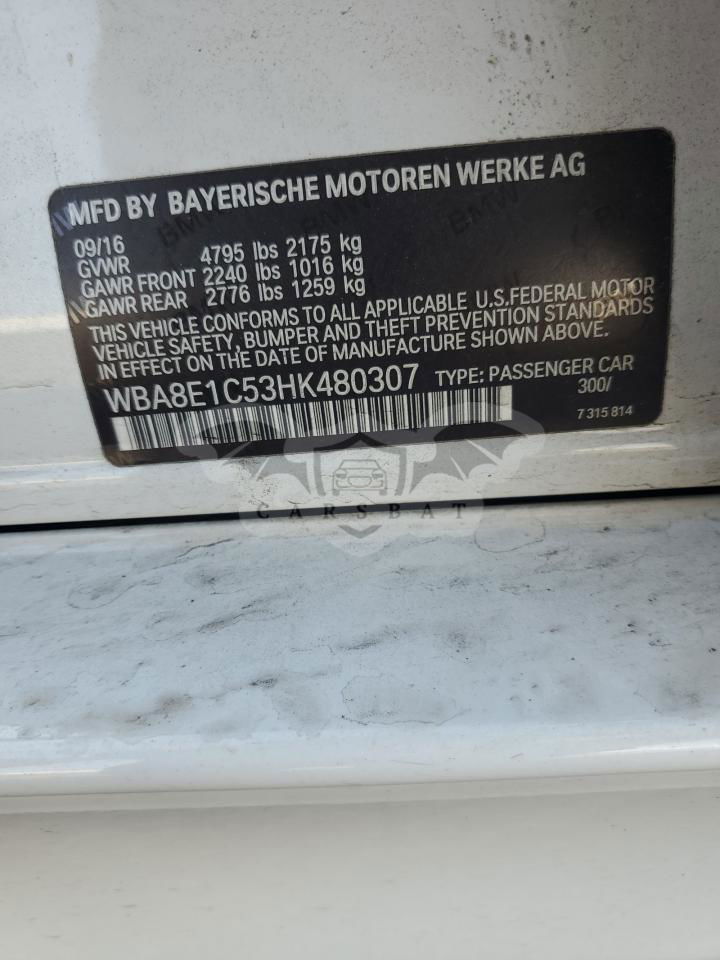 MFD BY BAYERISCHE MOTOREN WERKE AG
09/16
GVWR 4795 lbs 2175 kg
GAWR FRONT 2240 lbs 1016 kg
GAWR REAR 2776 lbs 1259 kg
THIS VEHICLE CONFORMS TO ALL APPLICABLE U.S.FEDERAL MOTOR
VEHICLE SAFETY, BUMPER AND THEFT PREVENTION STANDARDS
IN EFFECT ON THE DATE OF MANUFACTURE SHOWN ABOVE.
WBA8E1C53HK480307 TYPE: PASSENGER CAR
300/
7 315 814
CARSBAT